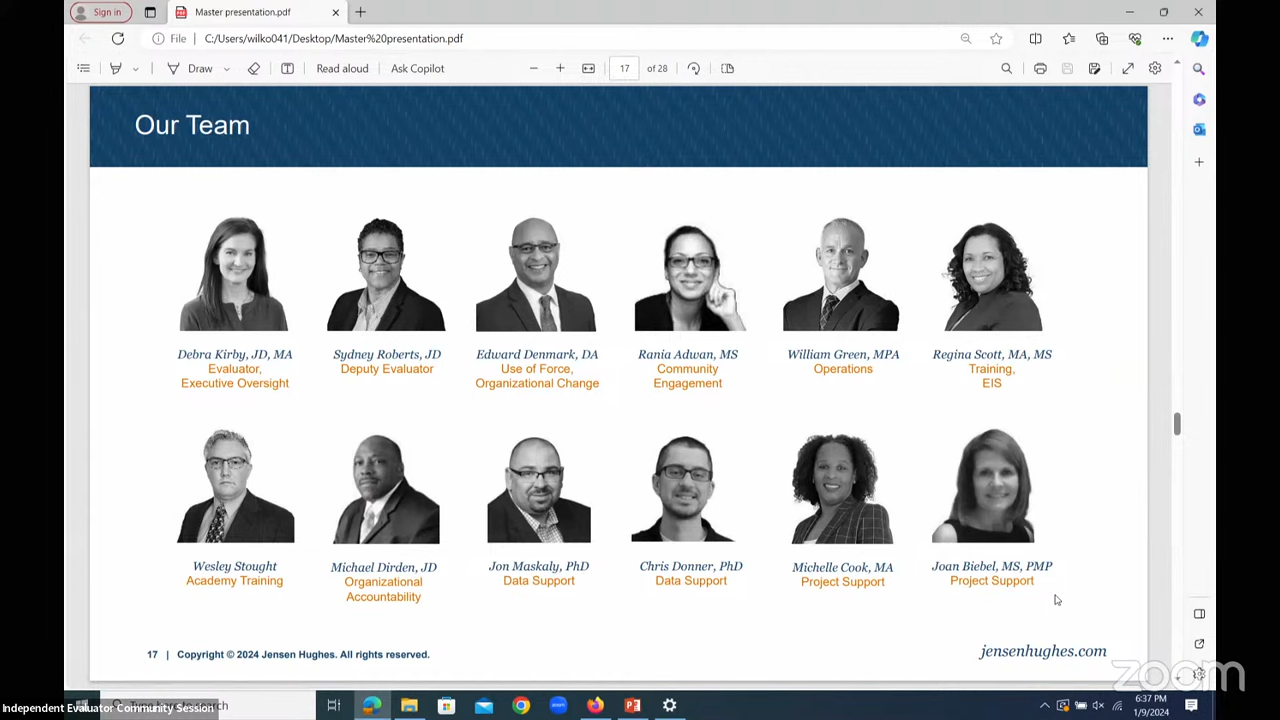 Sign in
Master presentation.pdf
File
C:/Users/wilko041/Desktop/Master%20presentation.pdf
Draw
Read aloud
Ask Copilot
17
of 28
Our Team
Debra Kirby, JD, MA
Evaluator,
Executive Oversight
Sydney Roberts, JD
Deputy Evaluator
Edward Denmark, DA
Use of Force,
Organizational Change
Rania Adwan, MS
Community
Engagement
William Green, MPA
Operations
Regina Scott, MA, MS
Training,
EIS
Wesley Stought
Academy Training
Michael Dirden, JD
Organizational
Accountability
Jon Maskaly, PhD
Data Support
Chris Donner, PhD
Data Support
Michelle Cook, MA
Project Support
Joan Biebel, MS, PMP
Project Support
17 | Copyright © 2024 Jensen Hughes. All rights reserved.
jensenhughes.com
zoom
Independent Evaluator Community Session
6:37 PM
1/9/2024